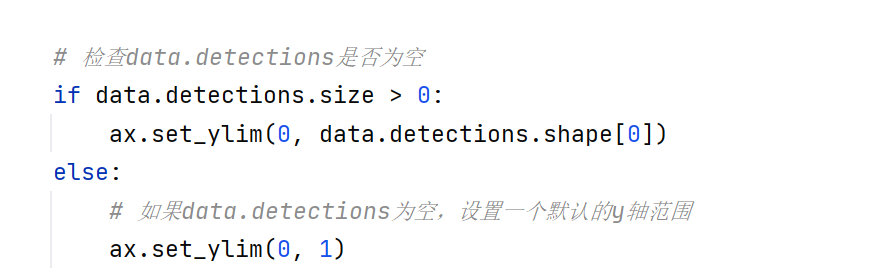 # 检查data.detections是否为空
if data.detections.size > 0:
    ax.set_ylim(0, data.detections.shape[0])
else:
    # 如果data.detections为空，设置一个默认的y轴范围
    ax.set_ylim(0, 1)